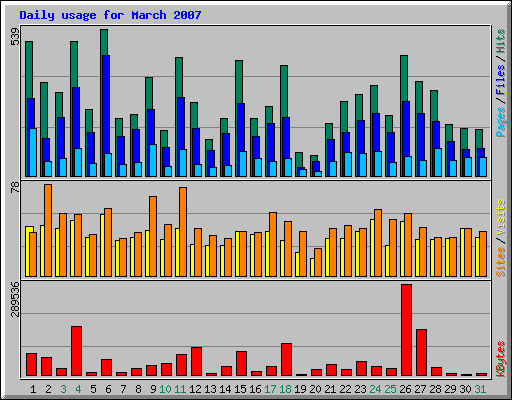 Daily usage for March 2007
539
Pages / Files / Hits
78
Sites / Visits
289536
KBytes
1 2 3 4 5 6 7 8 9 10 11 12 13 14 15 16 17 18 19 20 21 22 23 24 25 26 27 28 29 30 31